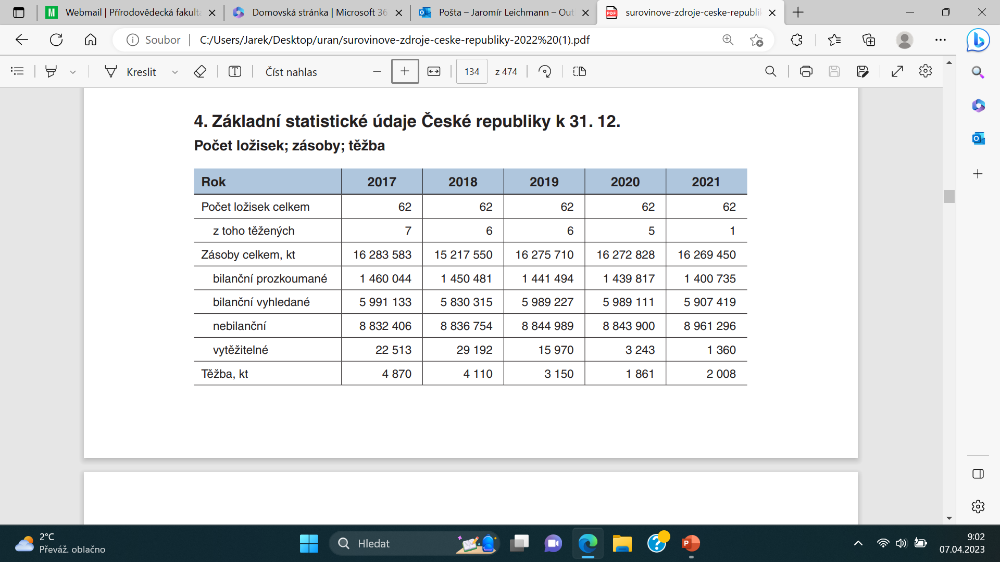 Webmail | Přírodovědecká fakult
Domovská stránka | Microsoft 36
Pošta – Jaromír Leichmann – Out
surovinove-zdroje-ceske-republik
Soubor
C:/Users/Jarek/Desktop/uran/surovinove-zdroje-ceske-republiky-2022%20(1).pdf
Kreslit
Číst nahlas
134
z 474
4. Základní statistické údaje České republiky k 31. 12.
Počet ložisek; zásoby; těžba
Rok 2017 2018 2019 2020 2021
Počet ložisek celkem 62 62 62 62 62
z toho těžených 7 6 6 5 1
Zásoby celkem, kt 16 283 583 15 217 550 16 275 710 16 272 828 16 269 450
bilanční prozkoumané 1 460 044 1 450 481 1 441 494 1 439 817 1 400 735
bilanční vyhledané 5 991 133 5 830 315 5 989 227 5 989 111 5 907 419
nebilanční 8 832 406 8 836 754 8 844 989 8 843 900 8 961 296
vytěžitelné 22 513 29 192 15 970 3 243 1 360
Těžba, kt 4 870 4 110 3 150 1 861 2 008
2°C
Převáž. oblačno
Hledat
9:02
07.04.2023